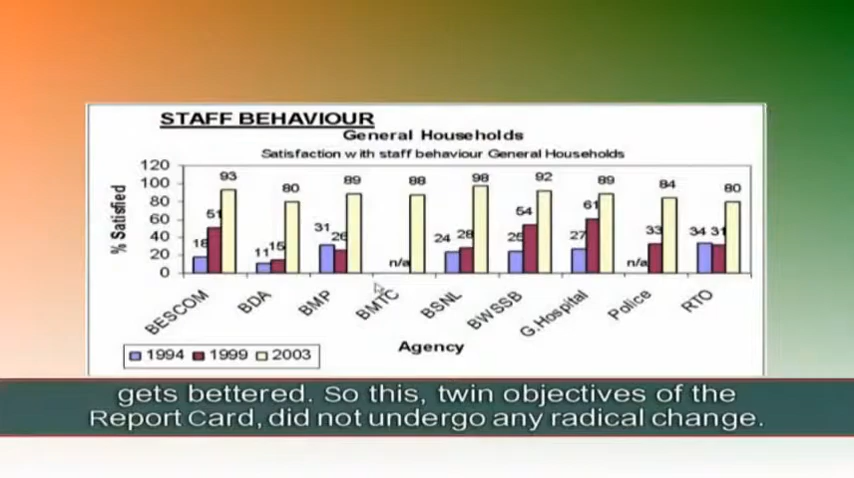 STAFF BEHAVIOUR
General Households
Satisfaction with staff behaviour General Households
% Satisfied
120
100
80
60
40
20
0
18 51 93
11 15 80
31 26 89
n/a 88
24 28 98
25 54 92
27 61 89
n/a 33 84
34 31 80
BESCOM BDA BMP BMTC BSNL BWSSB G.Hospital Police RTO
Agency
1994 1999 2003
gets bettered. So this, twin objectives of the
Report Card, did not undergo any radical change.